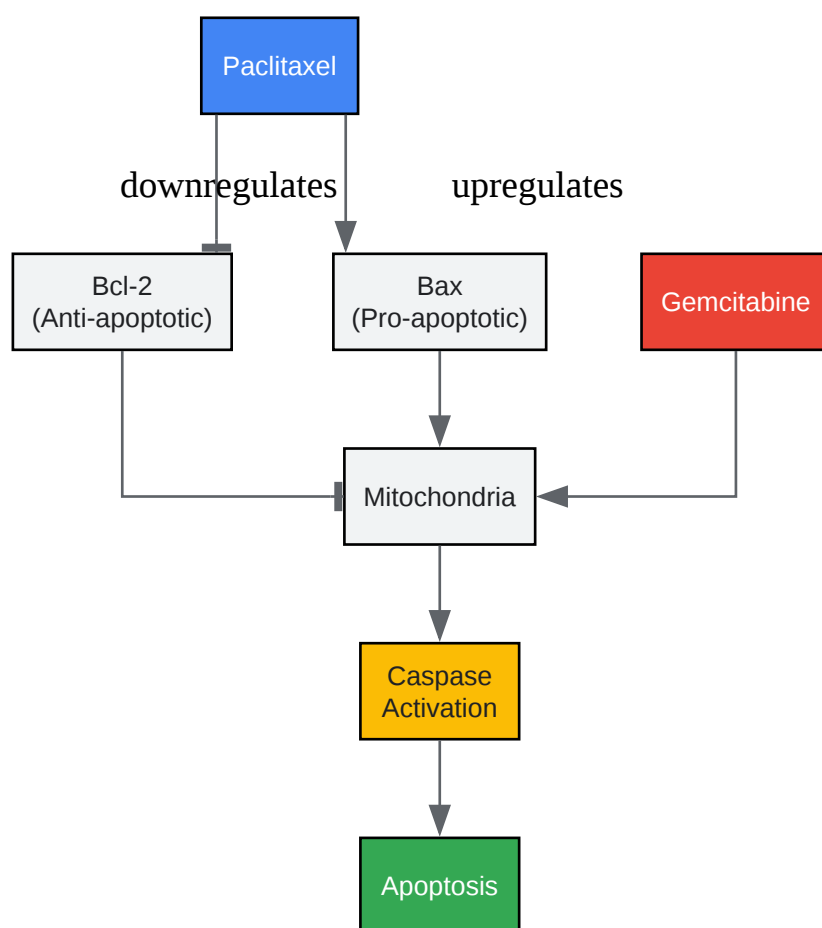 Paclitaxel
downregulates
upregulates
Bcl-2
(Anti-apoptotic)
Bax
(Pro-apoptotic)
Gemcitabine
Mitochondria
Caspase
Activation
Apoptosis